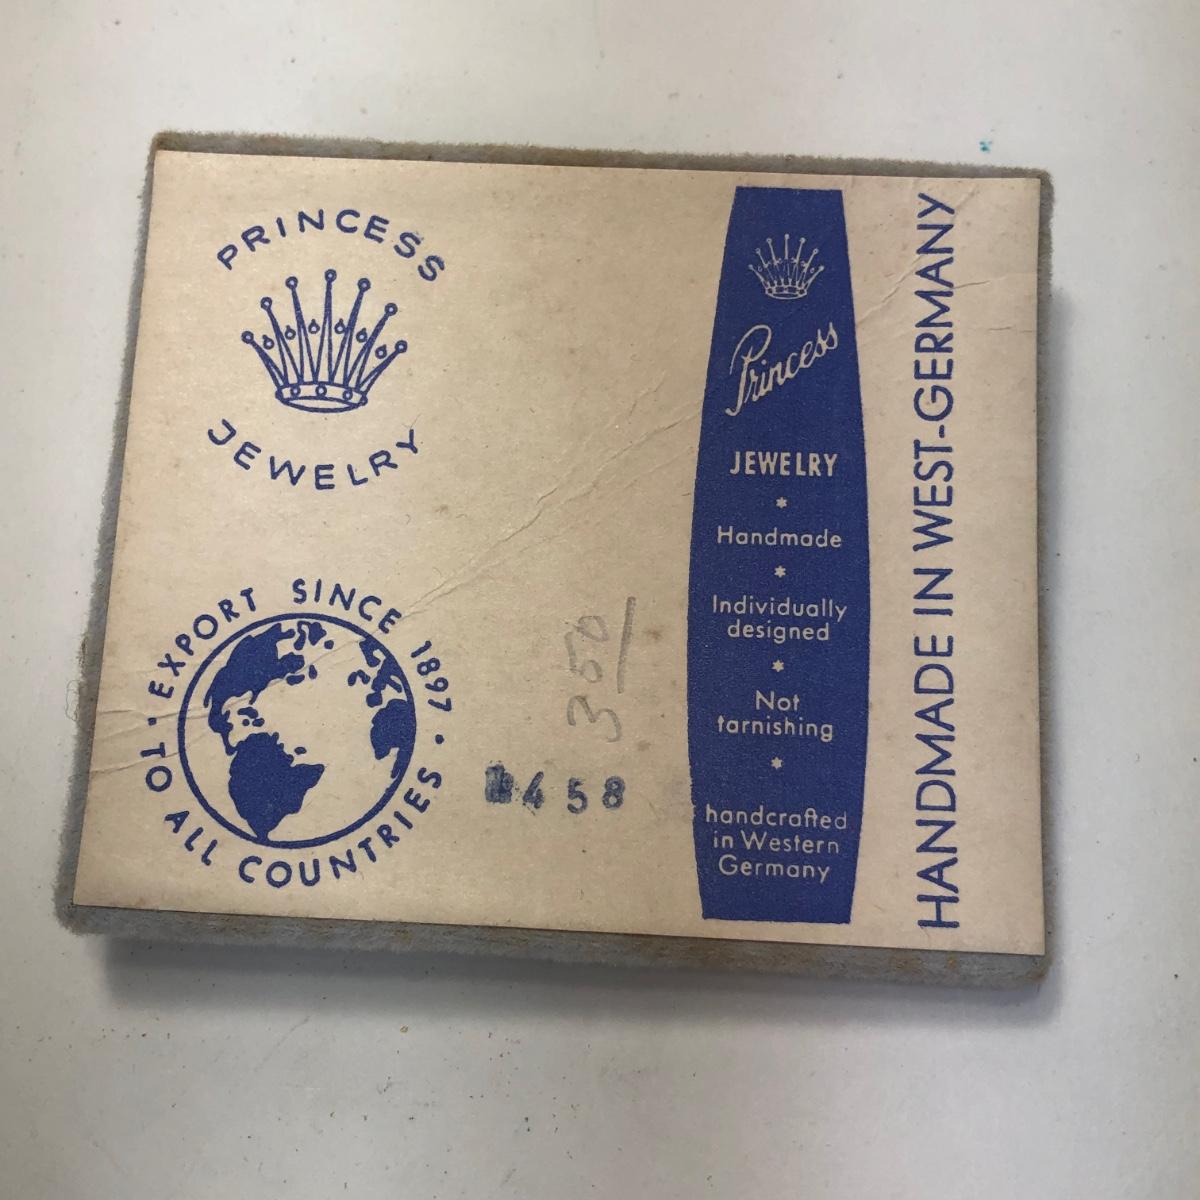 PRINCESS
JEWELRY
EXPORT SINCE 1897
TO ALL COUNTRIES
350
458
Princess
JEWELRY
Handmade
Individually
designed
Not
tarnishing
handcrafted
in Western
Germany
HANDMADE IN WEST-GERMANY